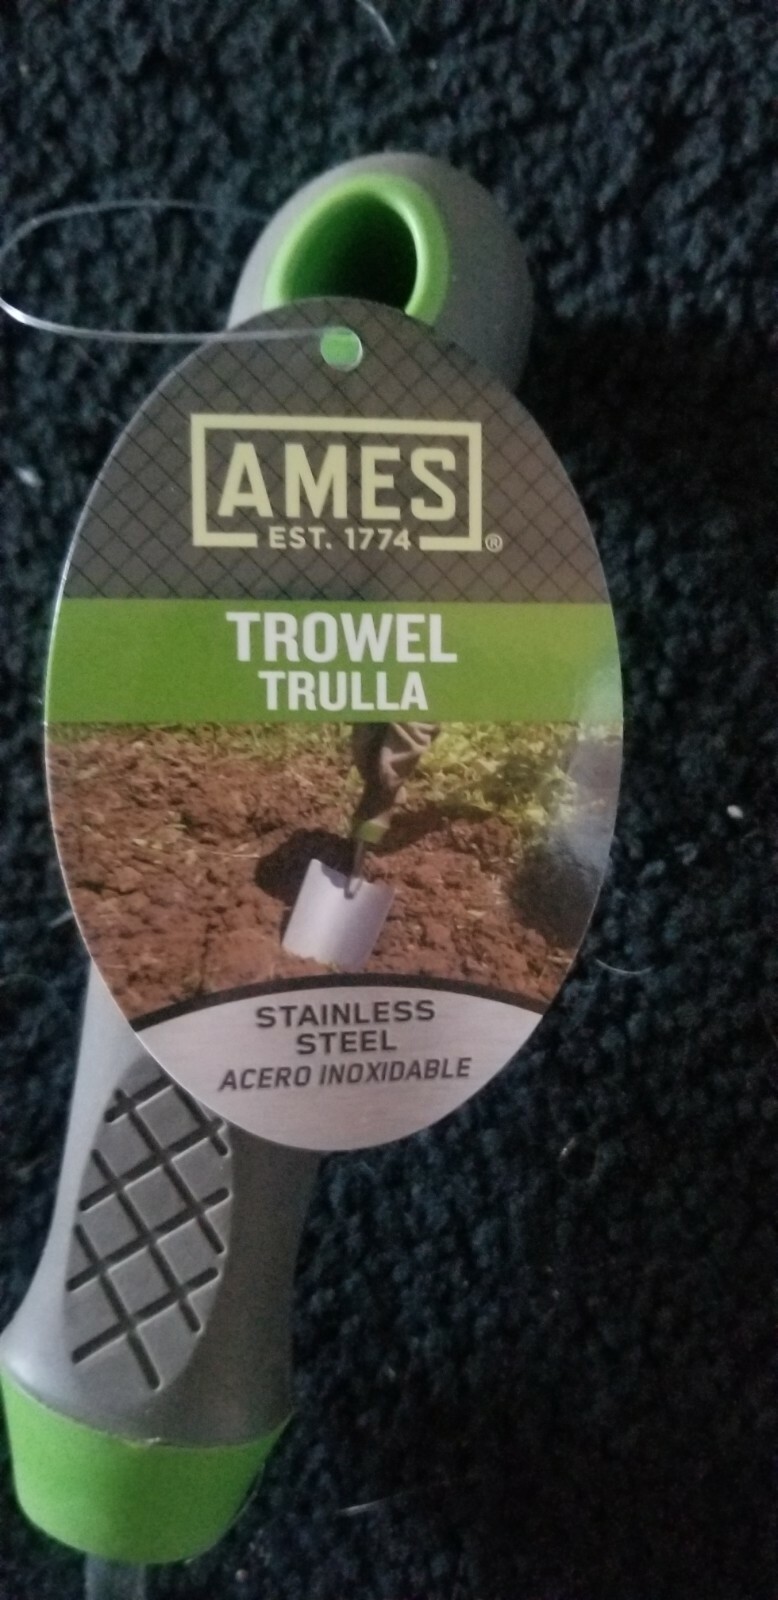 AMES
EST. 1774 ®
TROWEL
TRULLA
STAINLESS
STEEL
ACERO INOXIDABLE